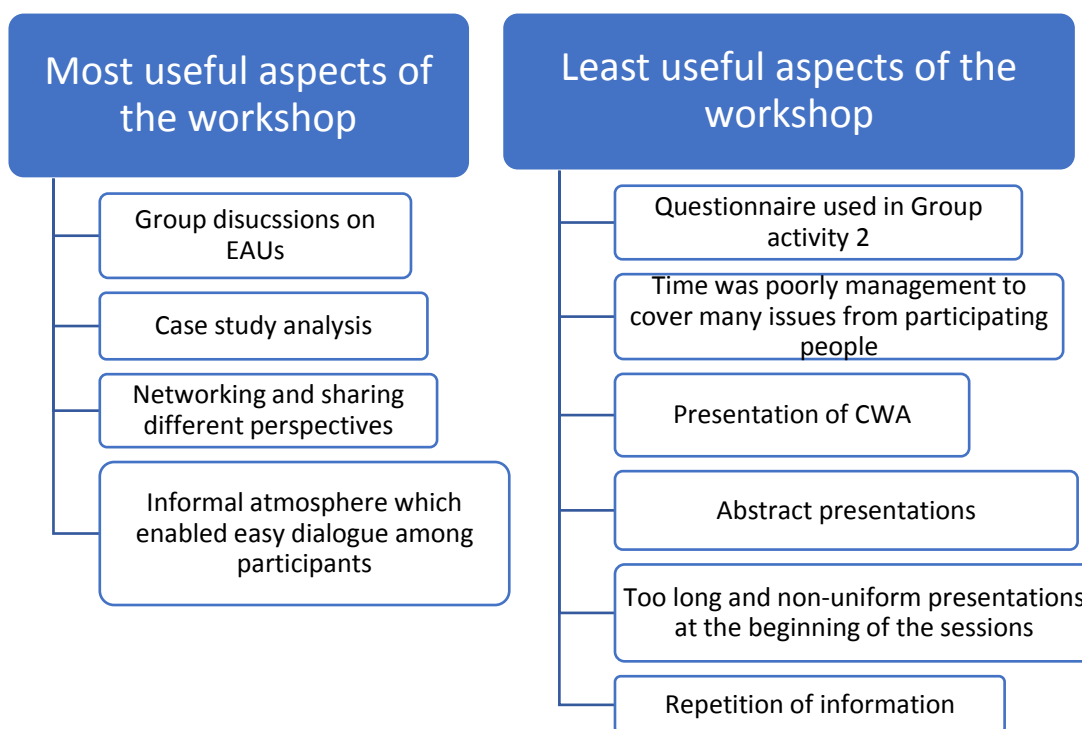 Most useful aspects of
the workshop
Group disucssions on
EAUs
Case study analysis
Networking and sharing
different perspectives
Informal atmosphere which
enabled easy dialogue among
participants
Least useful aspects of the
workshop
Questionnaire used in Group
activity 2
Time was poorly management to
cover many issues from participating
people
Presentation of CWA
Abstract presentations
Too long and non-uniform presentations
at the beginning of the sessions
Repetition of information